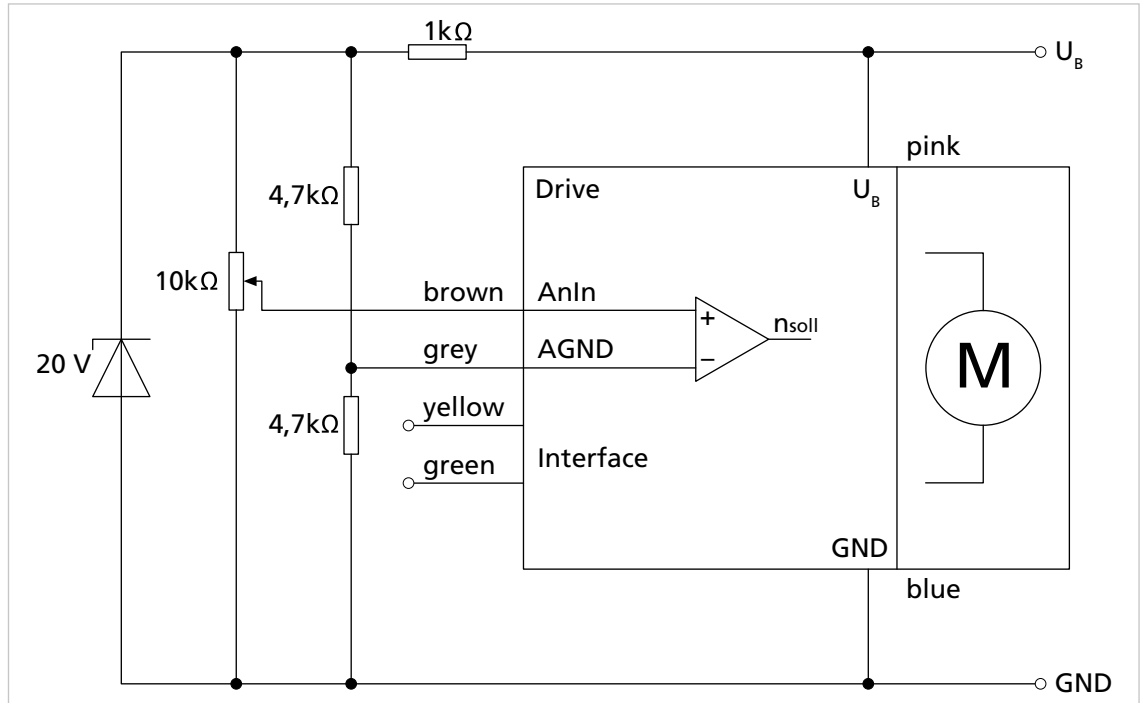 1kΩ
U_B
pink
4,7kΩ
Drive
U_B
10kΩ
brown
AnIn
+
nsoll
20 V
grey
AGND
−
M
4,7kΩ
yellow
green
Interface
GND
blue
GND